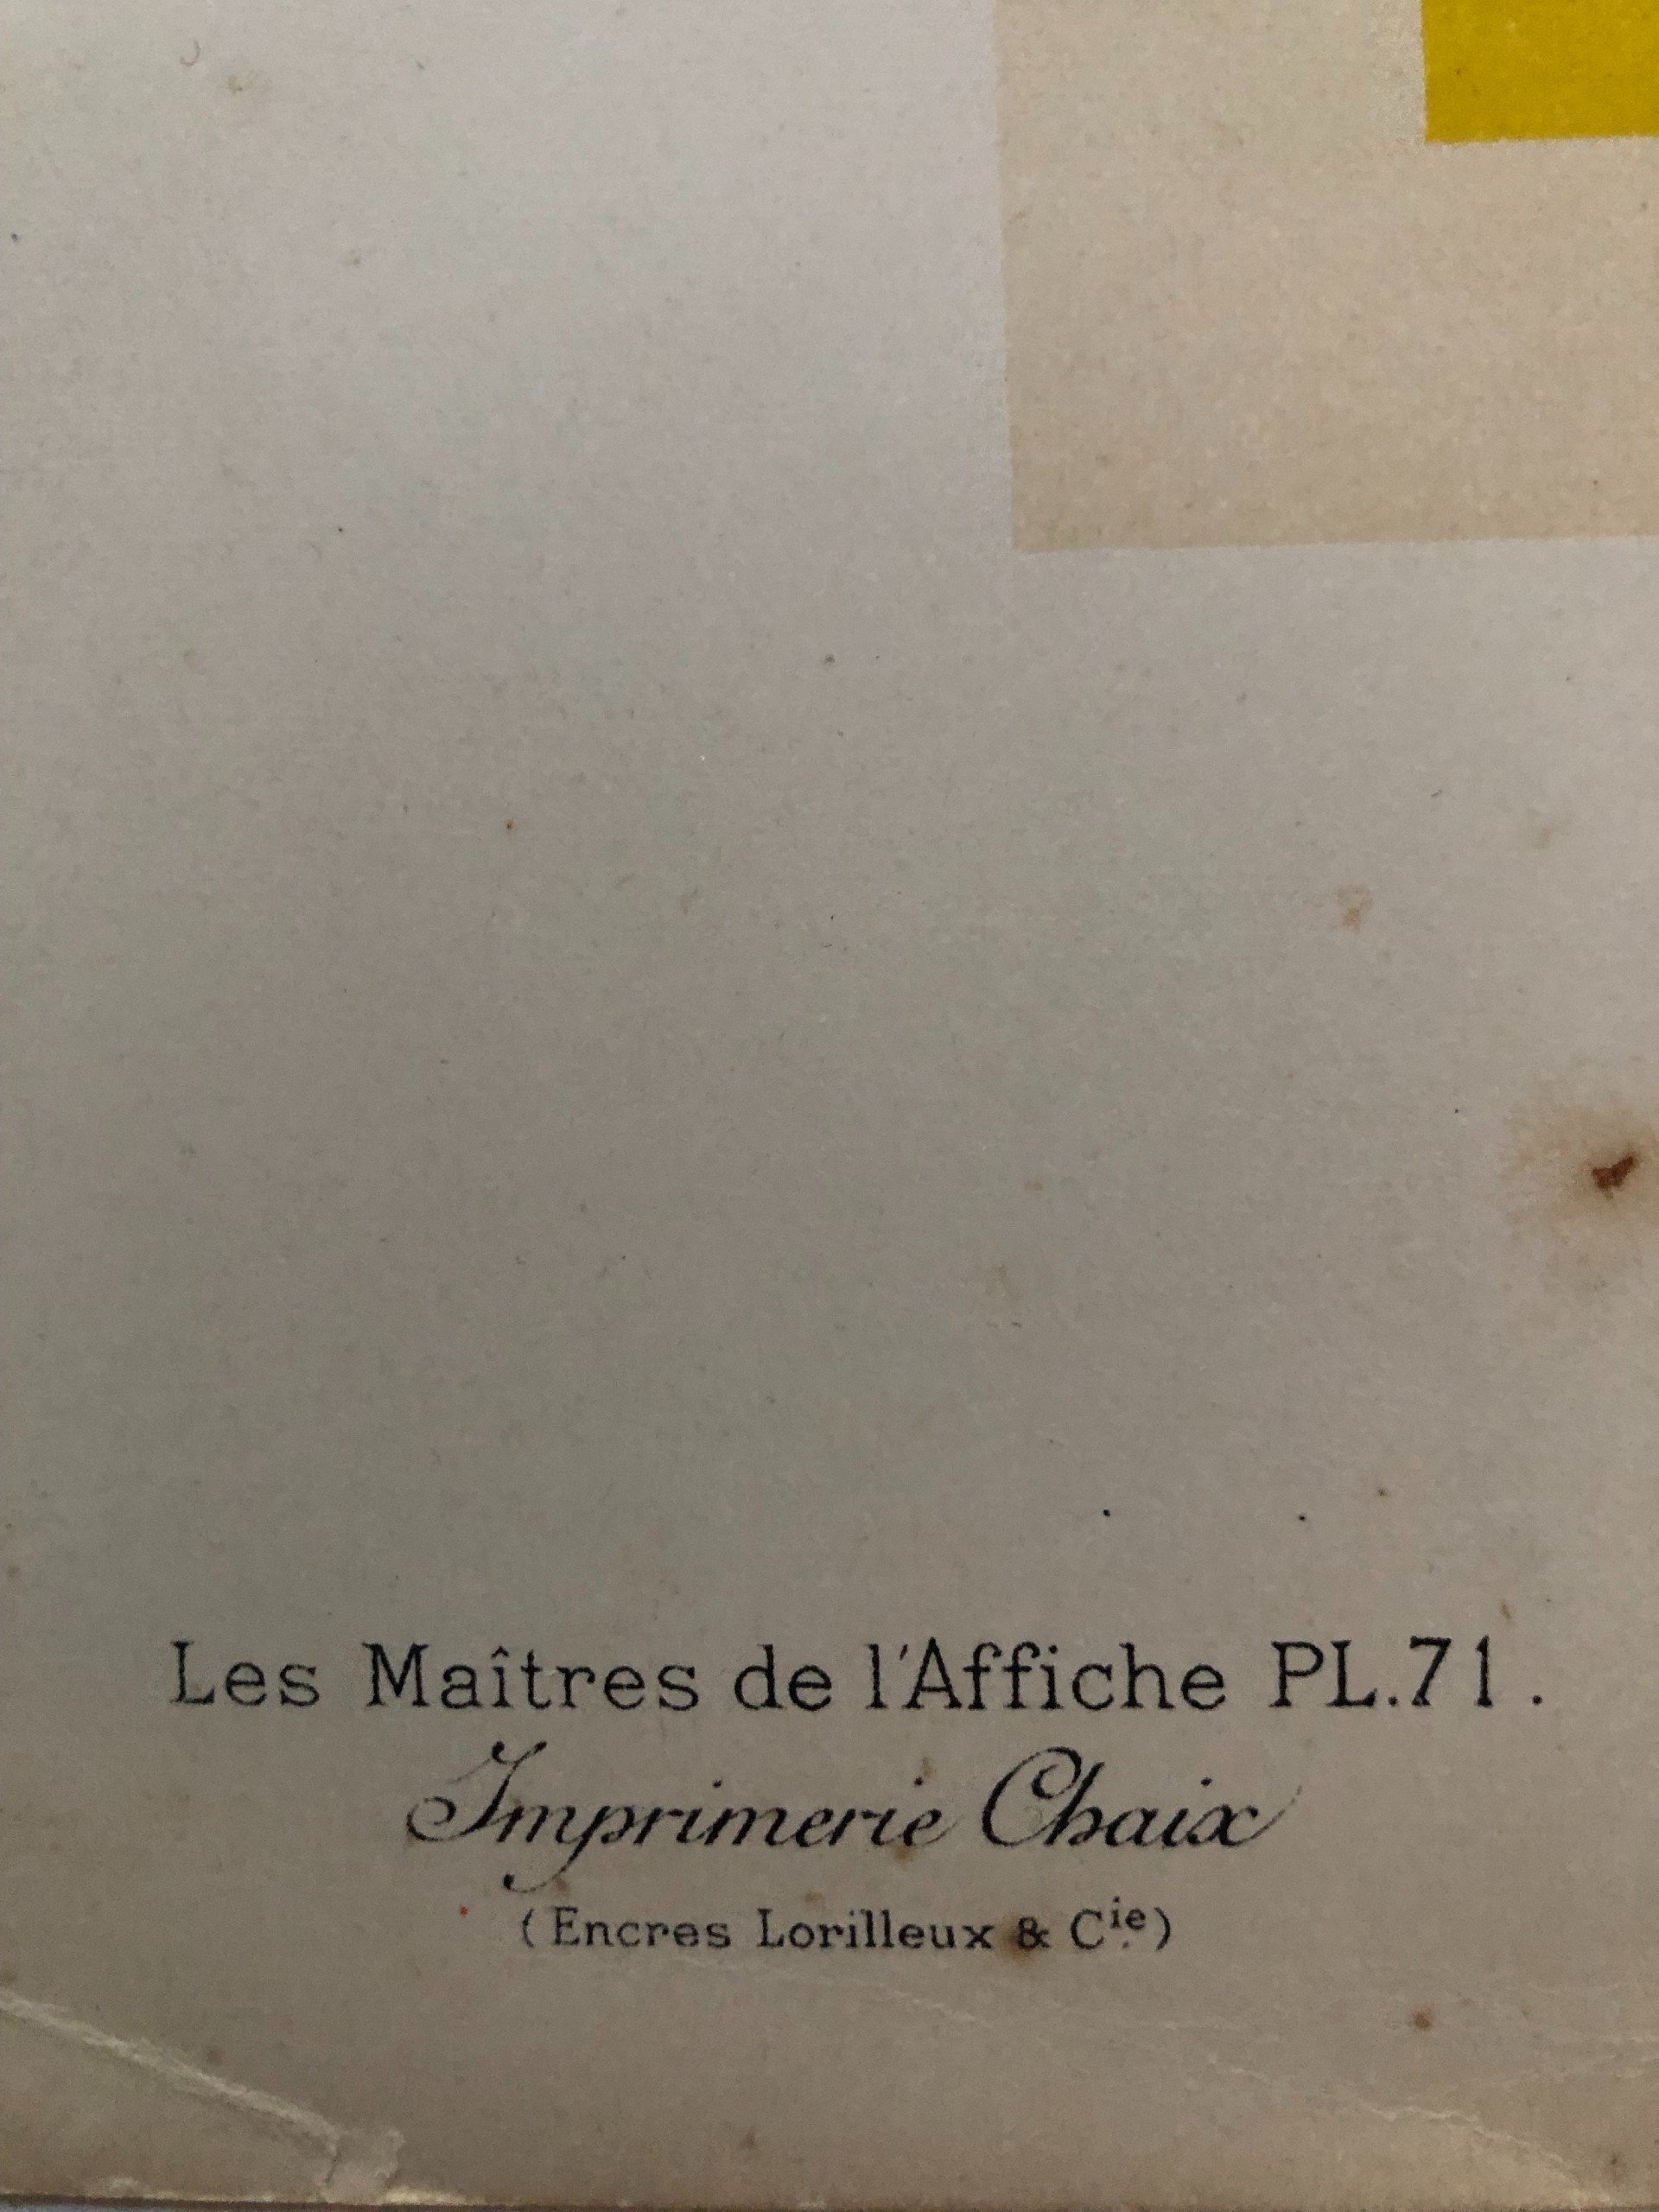 Les Maîtres de l'Affiche PL.71.
Imprimerie Chaix
(Encres Lorilleux & Cie)